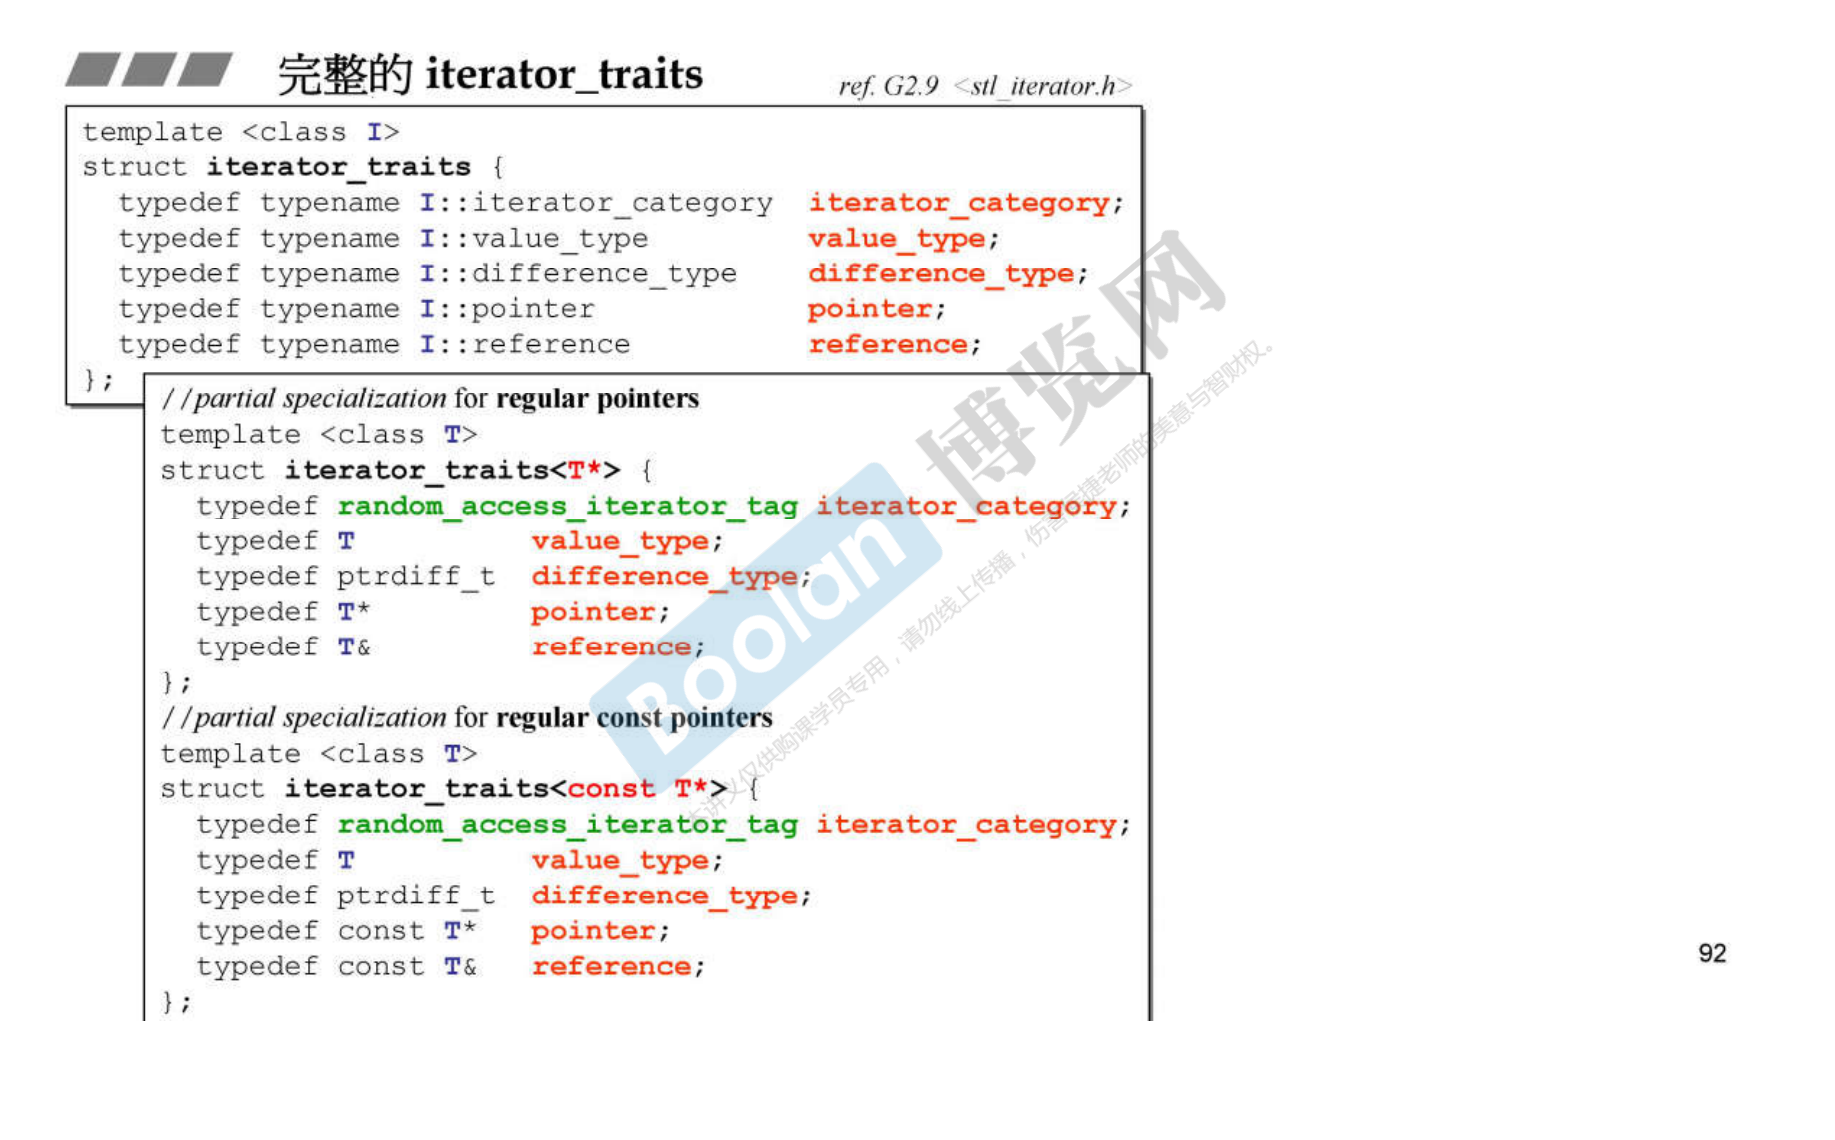 完整的 iterator_traits
ref. G2.9 <stl_iterator.h>
template <class I>
struct iterator_traits {
typedef typename I::iterator_category iterator_category;
typedef typename I::value_type value_type;
typedef typename I::difference_type difference_type;
typedef typename I::pointer pointer;
typedef typename I::reference reference;
};
//partial specialization for regular pointers
template <class T>
struct iterator_traits<T*> {
typedef random_access_iterator_tag iterator_category;
typedef T value_type;
typedef ptrdiff_t difference_type;
typedef T* pointer;
typedef T& reference;
};
//partial specialization for regular const pointers
template <class T>
struct iterator_traits<const T*> {
typedef random_access_iterator_tag iterator_category;
typedef T value_type;
typedef ptrdiff_t difference_type;
typedef const T* pointer;
typedef const T& reference;
};
Boolan 博览网
本讲义仅供购课学员专用，请勿线上传播，伤害侯捷老师的美意与智财权。
92